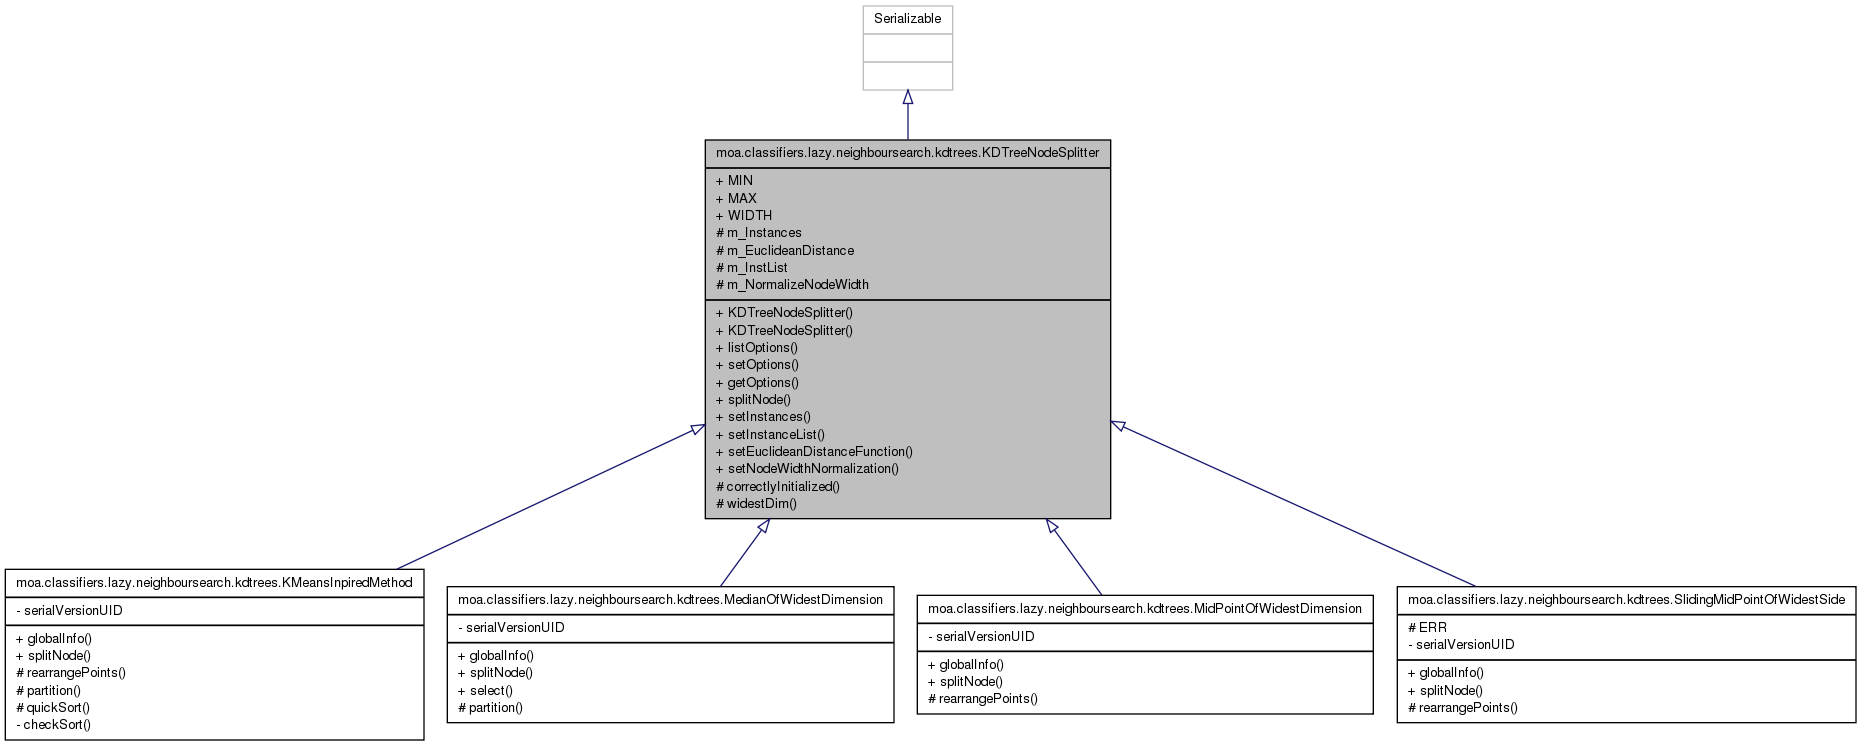 Serializable
moa.classifiers.lazy.neighboursearch.kdtrees.KDTreeNodeSplitter
+ MIN
+ MAX
+ WIDTH
# m_Instances
# m_EuclideanDistance
# m_InstList
# m_NormalizeNodeWidth
+ KDTreeNodeSplitter()
+ KDTreeNodeSplitter()
+ listOptions()
+ setOptions()
+ getOptions()
+ splitNode()
+ setInstances()
+ setInstanceList()
+ setEuclideanDistanceFunction()
+ setNodeWidthNormalization()
# correctlyInitialized()
# widestDim()
moa.classifiers.lazy.neighboursearch.kdtrees.KMeansInpiredMethod
- serialVersionUID
+ globalInfo()
+ splitNode()
# rearrangePoints()
# partition()
# quickSort()
- checkSort()
moa.classifiers.lazy.neighboursearch.kdtrees.MedianOfWidestDimension
- serialVersionUID
+ globalInfo()
+ splitNode()
+ select()
# partition()
moa.classifiers.lazy.neighboursearch.kdtrees.MidPointOfWidestDimension
- serialVersionUID
+ globalInfo()
+ splitNode()
# rearrangePoints()
moa.classifiers.lazy.neighboursearch.kdtrees.SlidingMidPointOfWidestSide
# ERR
- serialVersionUID
+ globalInfo()
+ splitNode()
# rearrangePoints()